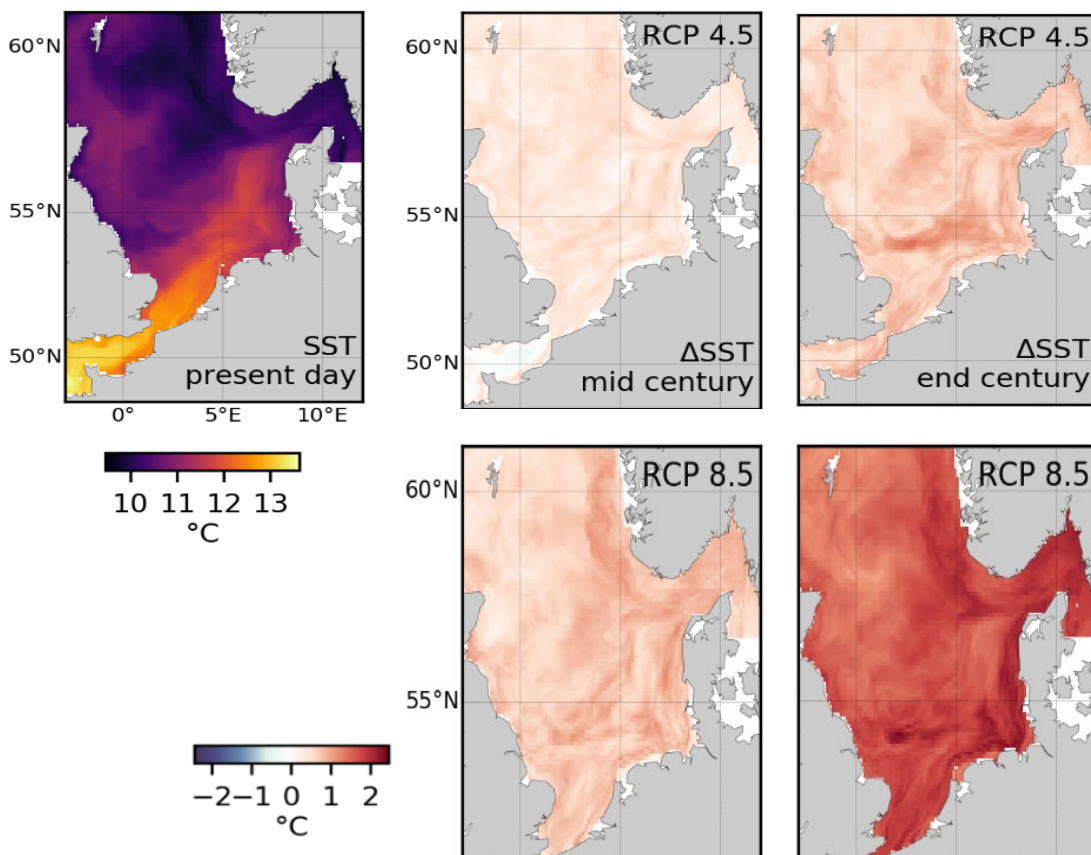 60°N
55°N
50°N
0°
5°E
10°E
SST
present day
10
11
12
13
°C
60°N
55°N
50°N
RCP 4.5
ΔSST
mid century
RCP 4.5
ΔSST
end century
60°N
55°N
RCP 8.5
RCP 8.5
−2
−1
0
1
2
°C